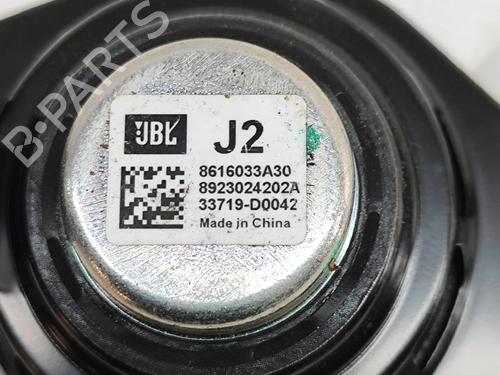 B-PARTS
JBL
J2
8616033A30
8923024202A
33719-D0042
Made in China